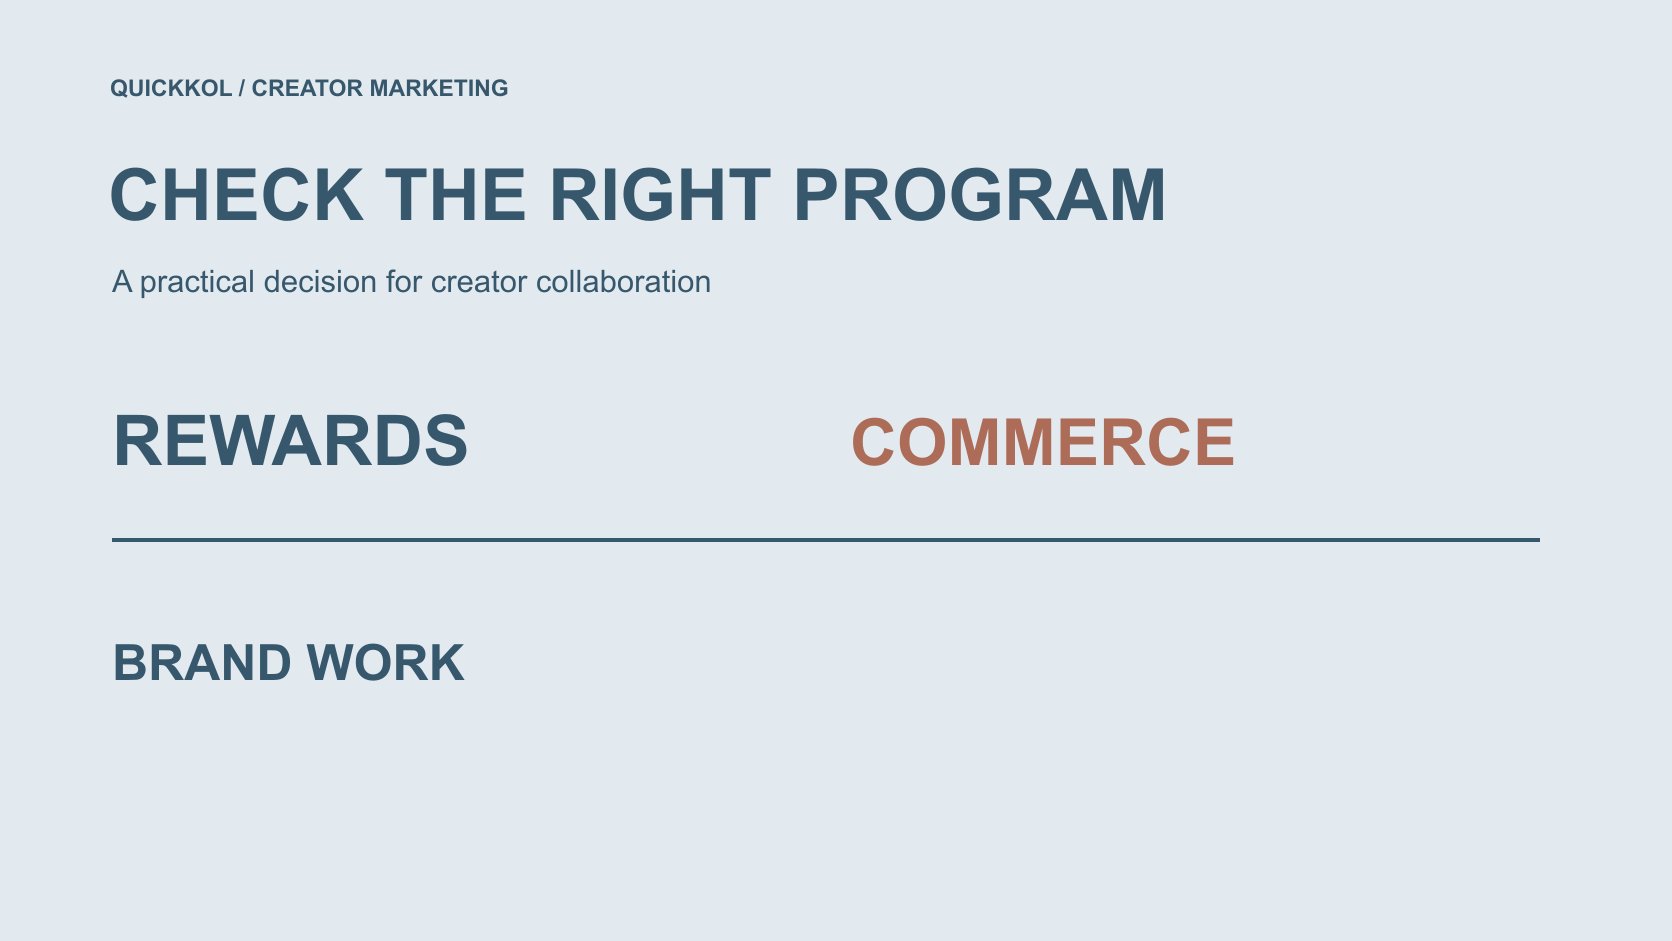 QUICKKOL / CREATOR MARKETING
CHECK THE RIGHT PROGRAM
A practical decision for creator collaboration
REWARDS
COMMERCE
BRAND WORK